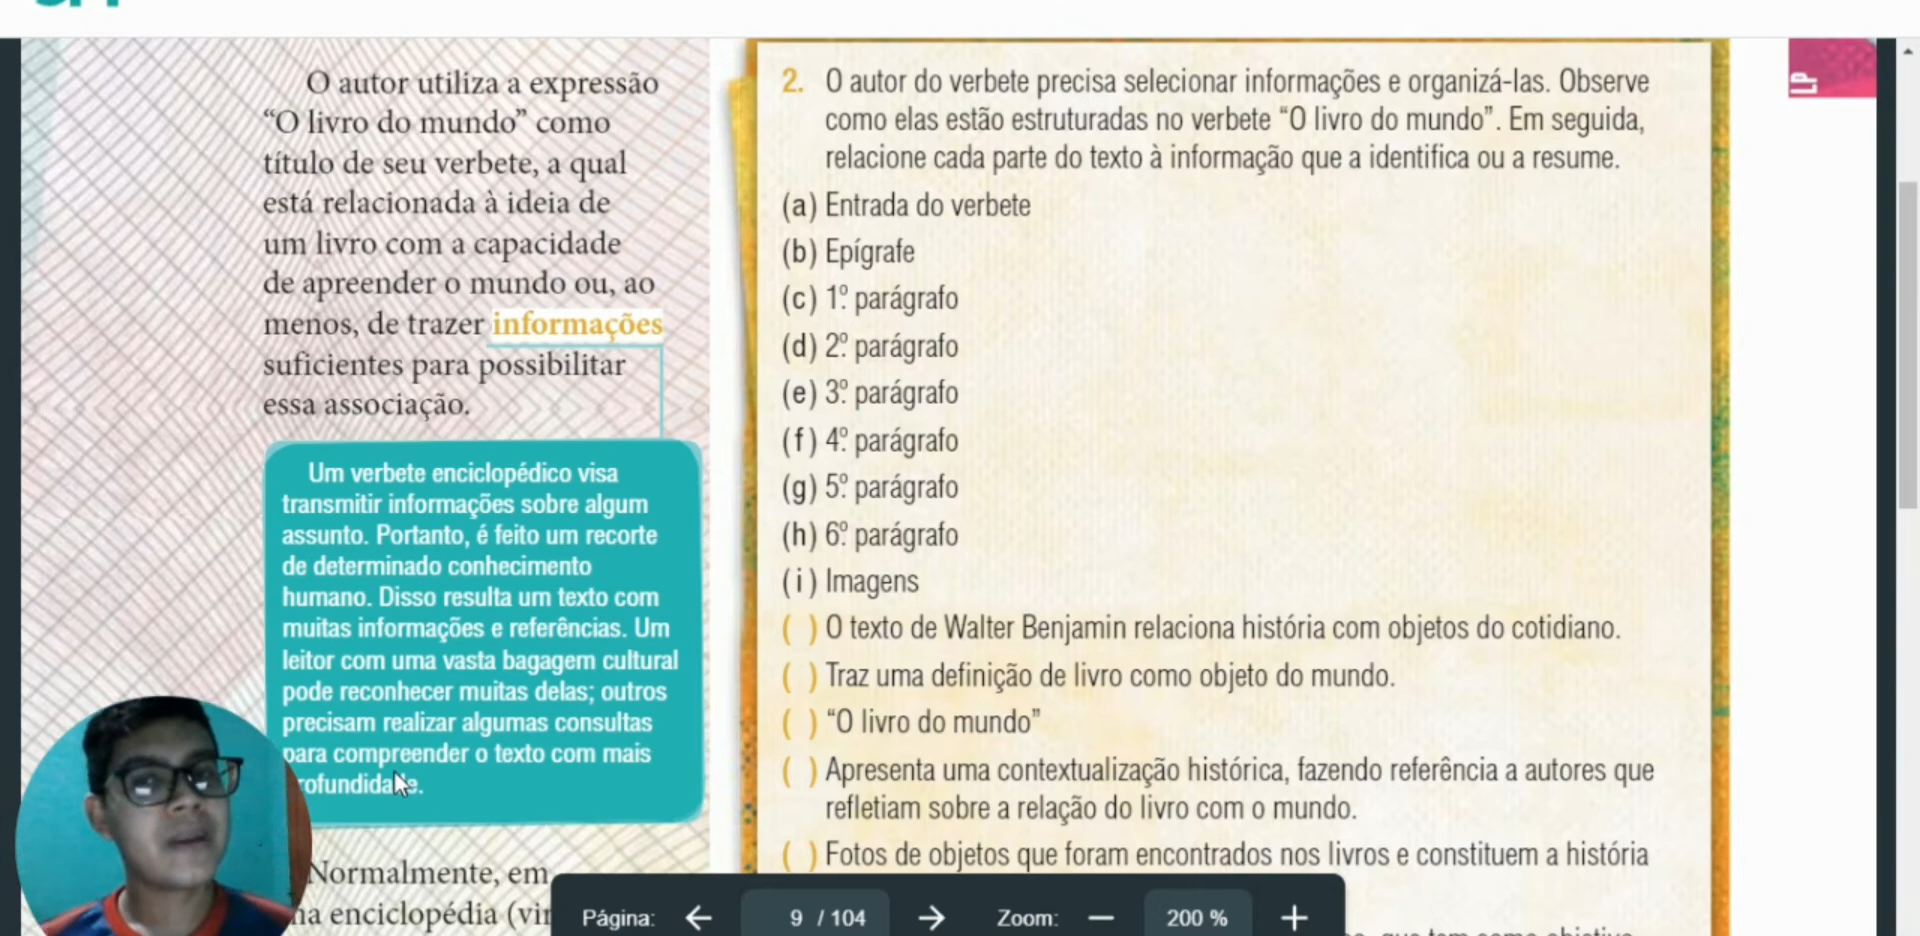 O autor utiliza a expressão
“O livro do mundo” como
título de seu verbete, a qual
está relacionada à ideia de
um livro com a capacidade
de apreender o mundo ou, ao
menos, de trazer informações
suficientes para possibilitar
essa associação.
Um verbete enciclopédico visa
transmitir informações sobre algum
assunto. Portanto, é feito um recorte
de determinado conhecimento
humano. Disso resulta um texto com
muitas informações e referências. Um
leitor com uma vasta bagagem cultural
pode reconhecer muitas delas; outros
precisam realizar algumas consultas
para compreender o texto com mais
profundidade.
Normalmente, em
enciclopédia (vir
2. O autor do verbete precisa selecionar informações e organizá-las. Observe
como elas estão estruturadas no verbete “O livro do mundo”. Em seguida,
relacione cada parte do texto à informação que a identifica ou a resume.
(a) Entrada do verbete
(b) Epígrafe
(c) 1º parágrafo
(d) 2º parágrafo
(e) 3º parágrafo
(f) 4º parágrafo
(g) 5º parágrafo
(h) 6º parágrafo
(i) Imagens
( ) O texto de Walter Benjamin relaciona história com objetos do cotidiano.
( ) Traz uma definição de livro como objeto do mundo.
( ) “O livro do mundo”
( ) Apresenta uma contextualização histórica, fazendo referência a autores que
refletiam sobre a relação do livro com o mundo.
( ) Fotos de objetos que foram encontrados nos livros e constituem a história
LP
Página: 9 / 104 Zoom: 200 %